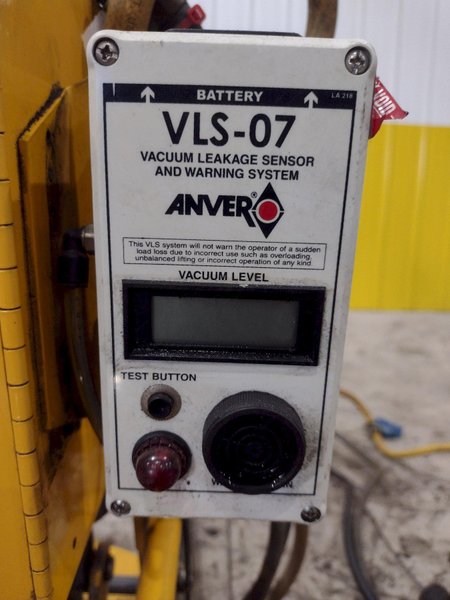 BATTERY
LA 218
VLS-07
VACUUM LEAKAGE SENSOR
AND WARNING SYSTEM
ANVER®
This VLS system will not warn the operator of a sudden
load loss due to incorrect use such as overloading,
unbalanced lifting or incorrect operation of any kind.
VACUUM LEVEL
TEST BUTTON